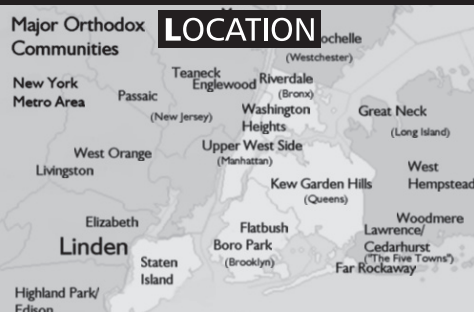 LOCATION
Major Orthodox
Communities
ochelle
(Westchester)
New York
Metro Area
Teaneck
Englewood
Riverdale
(Bronx)
Passaic
(New Jersey)
Washington
Heights
Great Neck
(Long Island)
West Orange
Upper West Side
(Manhattan)
Livingston
West
Hempstead
Kew Garden Hills
(Queens)
Elizabeth
Flatbush
Woodmere
Lawrence/
Cedarhurst
("The Five Towns")
Linden
Boro Park
(Brooklyn)
Staten
Island
Far Rockaway
Highland Park/
Edison